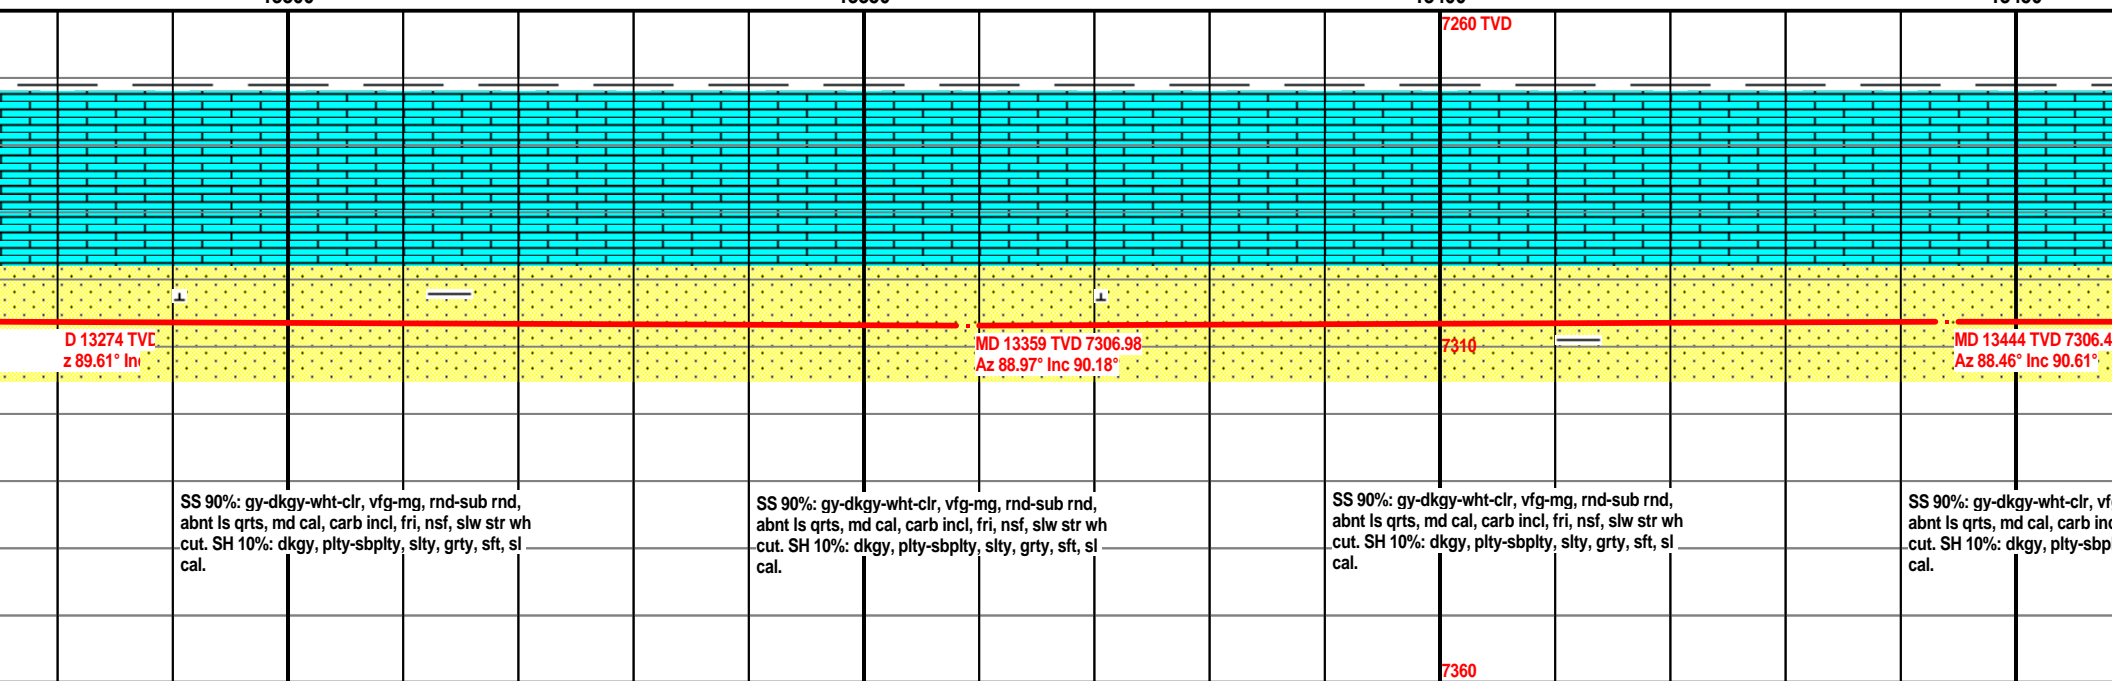 7260 TVD
D 13274 TVD
z 89.61° In
MD 13359 TVD 7306.98
Az 88.97° Inc 90.18°
7310
MD 13444 TVD 7306.4
Az 88.46° Inc 90.61°
SS 90%: gy-dkgy-wht-clr, vfg-mg, rnd-sub rnd,
abnt ls qrts, md cal, carb incl, fri, nsf, slw str wh
cut. SH 10%: dkgy, plty-sbplty, slty, grty, sft, sl
cal.
SS 90%: gy-dkgy-wht-clr, vfg-mg, rnd-sub rnd,
abnt ls qrts, md cal, carb incl, fri, nsf, slw str wh
cut. SH 10%: dkgy, plty-sbplty, slty, grty, sft, sl
cal.
SS 90%: gy-dkgy-wht-clr, vfg-mg, rnd-sub rnd,
abnt ls qrts, md cal, carb incl, fri, nsf, slw str wh
cut. SH 10%: dkgy, plty-sbplty, slty, grty, sft, sl
cal.
SS 90%: gy-dkgy-wht-clr, vf
abnt ls qrts, md cal, carb in
cut. SH 10%: dkgy, plty-sbp
cal.
7360